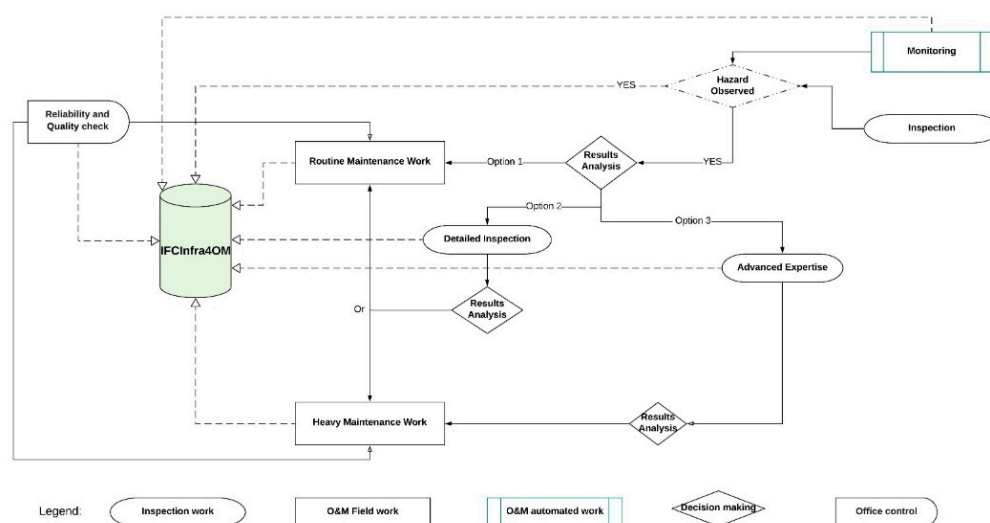 Monitoring
Hazard
Observed
YES
Reliability and
Quality check
Inspection
Routine Maintenance Work
Option 1
Results
Analysis
YES
Option 2
Option 3
IFCInfra4OM
Detailed Inspection
Advanced Expertise
Results
Analysis
Or
Heavy Maintenance Work
Results
Analysis
Legend:
Inspection work
O&M Field work
O&M automated work
Decision making
Office control